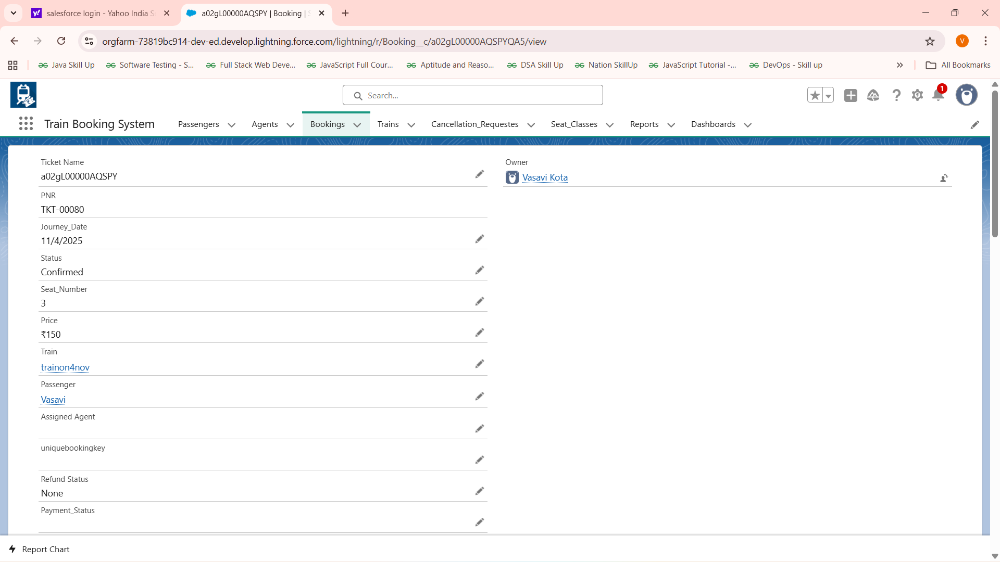 salesforce login - Yahoo India S
a02gL00000AQSPY | Booking | S
orgfarm-73819bc914-dev-ed.develop.lightning.force.com/lightning/r/Booking__c/a02gL00000AQSPYQA5/view
V
Java Skill Up
Software Testing - S...
Full Stack Web Deve...
JavaScript Full Cour...
Aptitude and Reaso...
DSA Skill Up
Nation SkillUp
JavaScript Tutorial -...
DevOps - Skill up
All Bookmarks
Search...
1
Train Booking System
Passengers
Agents
Bookings
Trains
Cancellation_Requestes
Seat_Classes
Reports
Dashboards
Ticket Name
a02gL00000AQSPY
Owner
Vasavi Kota
PNR
TKT-00080
Journey_Date
11/4/2025
Status
Confirmed
Seat_Number
3
Price
₹150
Train
trainon4nov
Passenger
Vasavi
Assigned Agent
uniquebookingkey
Refund Status
None
Payment_Status
Report Chart